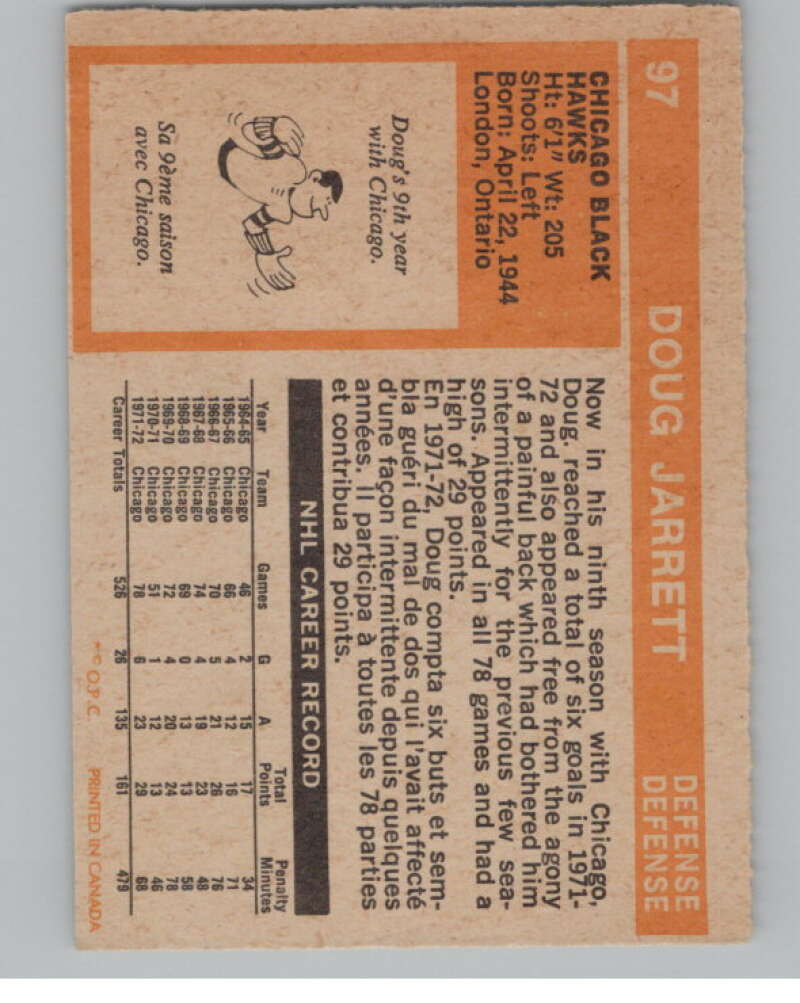 97 DOUG JARRETT DEFENSE
DEFENSE
CHICAGO BLACK
HAWKS
Ht: 6'1" Wt: 205
Shoots: Left
Born: April 22, 1944
London, Ontario
Doug's 9th year
with Chicago.
Sa 9ème saison
avec Chicago.
Now in his ninth season with Chicago,
Doug. reached a total of six goals in 1971-
72 and also appeared free from the agony
of a painful back which had bothered him
intermittently for the previous few sea-
sons. Appeared in all 78 games and had a
high of 29 points.
En 1971-72, Doug compta six buts et sem-
bla guéri du mal de dos qui l'avait affecté
d'une façon intermittente depuis quelques
années. Il participa à toutes les 78 parties
et contribua 29 points.
NHL CAREER RECORD
Year Team Games G A Total Points Penalty Minutes
1964-65 Chicago 46 2 15 17 34
1965-66 Chicago 66 4 12 16 71
1966-67 Chicago 70 5 21 26 76
1967-68 Chicago 74 4 19 23 48
1968-69 Chicago 69 0 13 13 58
1969-70 Chicago 72 4 20 24 78
1970-71 Chicago 51 1 12 13 46
1971-72 Chicago 78 6 23 29 68
Career Totals 526 26 135 161 479
O.P.C. PRINTED IN CANADA